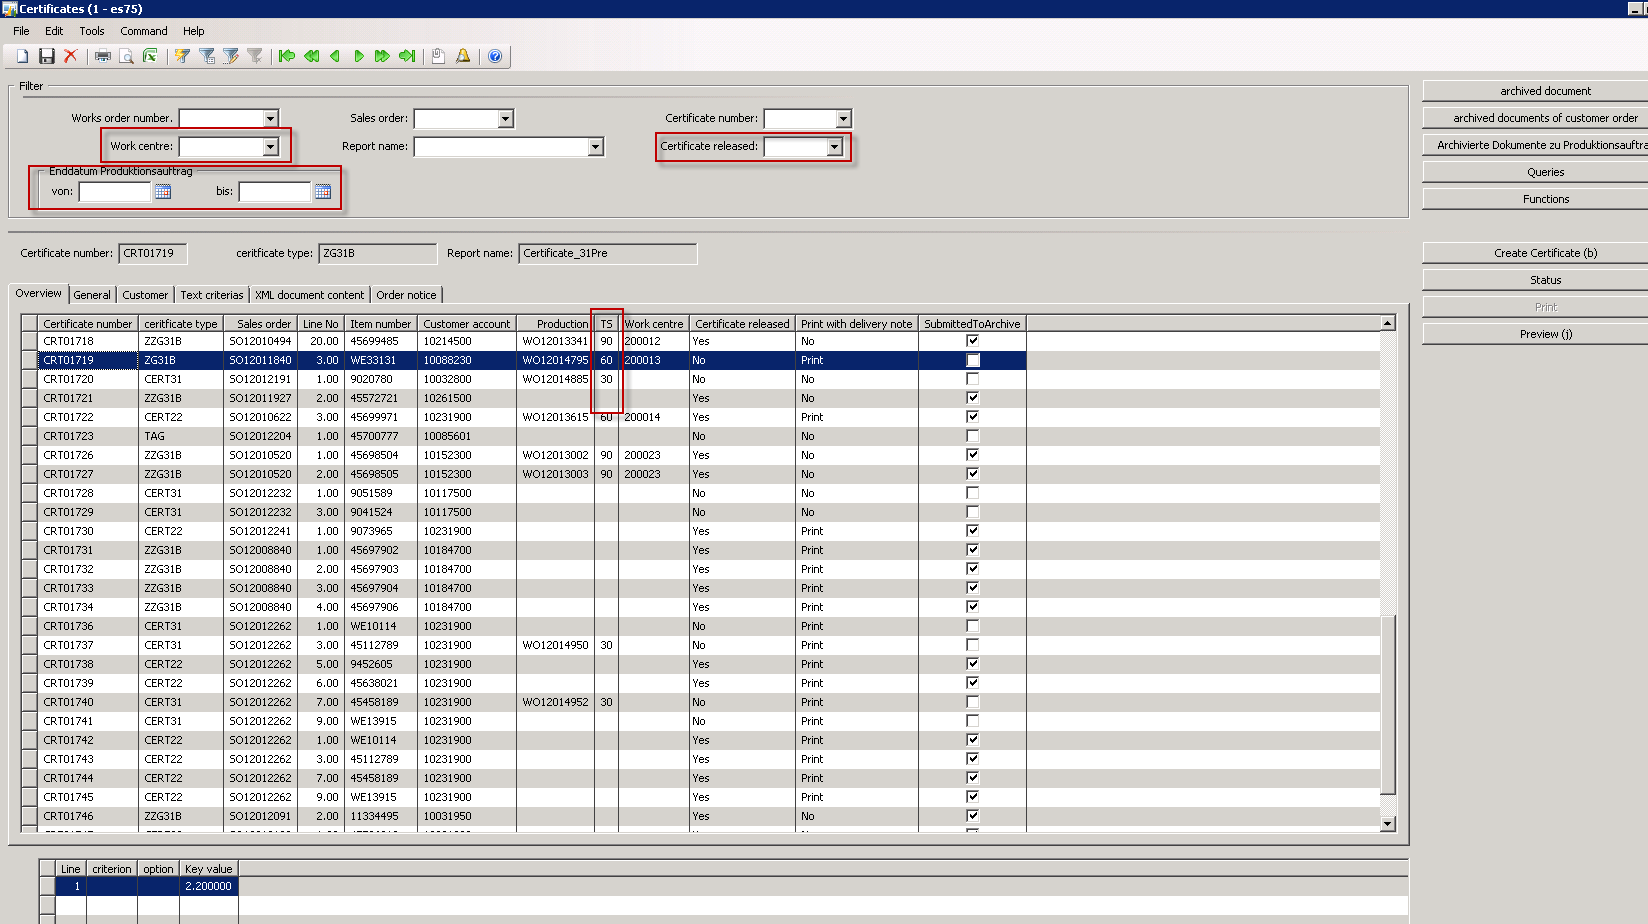 Certificates (1 - es75)
File Edit Tools Command Help
Filter
archived document
Works order number. Sales order: Certificate number: archived documents of customer order
Work centre: Report name: Certificate released: Archivierte Dokumente zu Produktionsauftra
Enddatum Produktionsauftrag
Queries
von: bis:
Functions
Certificate number: CRT01719 ceritficate type: ZG31B Report name: Certificate_31Pre Create Certificate (b)
Status
Overview General Customer Text criterias XML document content Order notice
Print
Certificate number ceritficate type Sales order Line No Item number Customer account Production TS Work centre Certificate released Print with delivery note SubmittedToArchive
Preview (j)
CRT01718 ZZG31B SO12010494 20.00 45699485 10214500 WO12013341 90 200012 Yes No
CRT01719 ZG31B SO12011840 3.00 WE33131 10088230 WO12014795 60 200013 No Print
CRT01720 CERT31 SO12012191 1.00 9020780 10032800 WO12014885 30 No No
CRT01721 ZZG31B SO12011927 2.00 45572721 10261500 Yes No
CRT01722 CERT22 SO12010622 3.00 45699971 10231900 WO12013615 60 200014 Yes Print
CRT01723 TAG SO12012204 1.00 45700777 10085601 No No
CRT01726 ZZG31B SO12010520 1.00 45698504 10152300 WO12013002 90 200023 Yes No
CRT01727 ZZG31B SO12010520 2.00 45698505 10152300 WO12013003 90 200023 Yes No
CRT01728 CERT31 SO12012232 1.00 9051589 10117500 No No
CRT01729 CERT31 SO12012232 3.00 9041524 10117500 No No
CRT01730 CERT22 SO12012241 1.00 9073965 10231900 Yes Print
CRT01731 ZZG31B SO12008840 1.00 45697902 10184700 Yes Print
CRT01732 ZZG31B SO12008840 2.00 45697903 10184700 Yes Print
CRT01733 ZZG31B SO12008840 3.00 45697904 10184700 Yes Print
CRT01734 ZZG31B SO12008840 4.00 45697906 10184700 Yes Print
CRT01736 CERT31 SO12012262 1.00 WE10114 10231900 No Print
CRT01737 CERT31 SO12012262 3.00 45112789 10231900 WO12014950 30 No Print
CRT01738 CERT22 SO12012262 5.00 9452605 10231900 Yes Print
CRT01739 CERT22 SO12012262 6.00 45638021 10231900 Yes Print
CRT01740 CERT31 SO12012262 7.00 45458189 10231900 WO12014952 30 No Print
CRT01741 CERT31 SO12012262 9.00 WE13915 10231900 No Print
CRT01742 CERT22 SO12012262 1.00 WE10114 10231900 Yes Print
CRT01743 CERT22 SO12012262 3.00 45112789 10231900 Yes Print
CRT01744 CERT22 SO12012262 7.00 45458189 10231900 Yes Print
CRT01745 CERT22 SO12012262 9.00 WE13915 10231900 Yes Print
CRT01746 ZZG31B SO12012091 2.00 11334495 10031950 Yes No
Line criterion option Key value
1 2.200000